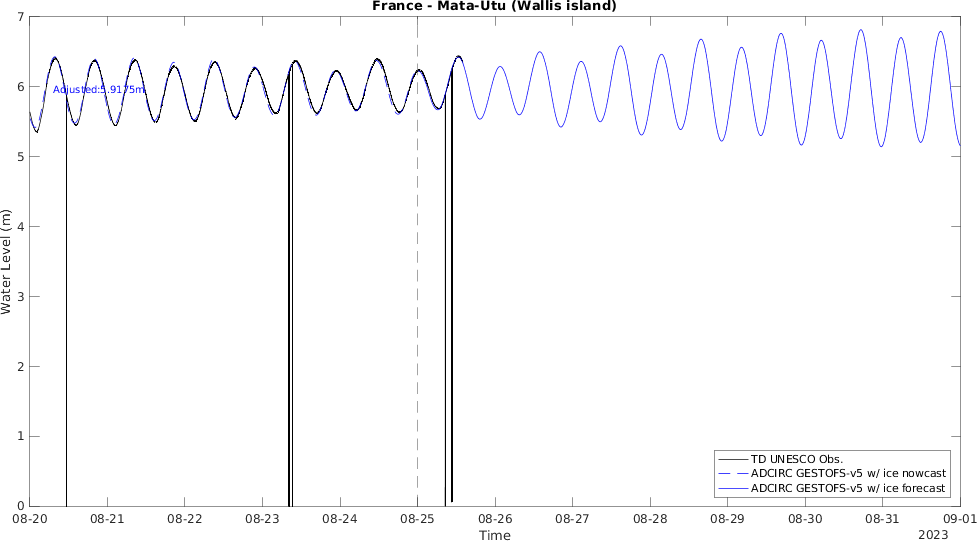 France - Mata-Utu (Wallis island)
7
6
5
4
3
2
1
0
Water Level (m)
Adjusted:5.9175m
TD UNESCO Obs.
ADCIRC GESTOFS-v5 w/ ice nowcast
ADCIRC GESTOFS-v5 w/ ice forecast
08-20 08-21 08-22 08-23 08-24 08-25 08-26 08-27 08-28 08-29 08-30 08-31 09-01
Time
2023